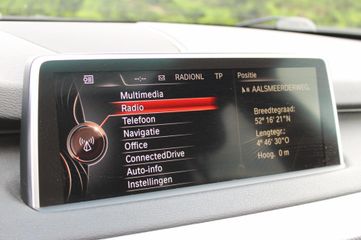 --:-- RADIONL TP
Multimedia
Radio
Telefoon
Navigatie
Office
ConnectedDrive
Auto-info
Instellingen
Positie
AALSMEERDERWEG
Breedtegraad:
52° 16' 21"N
Lengtegr.:
4° 46' 30"O
Hoog. 0 m